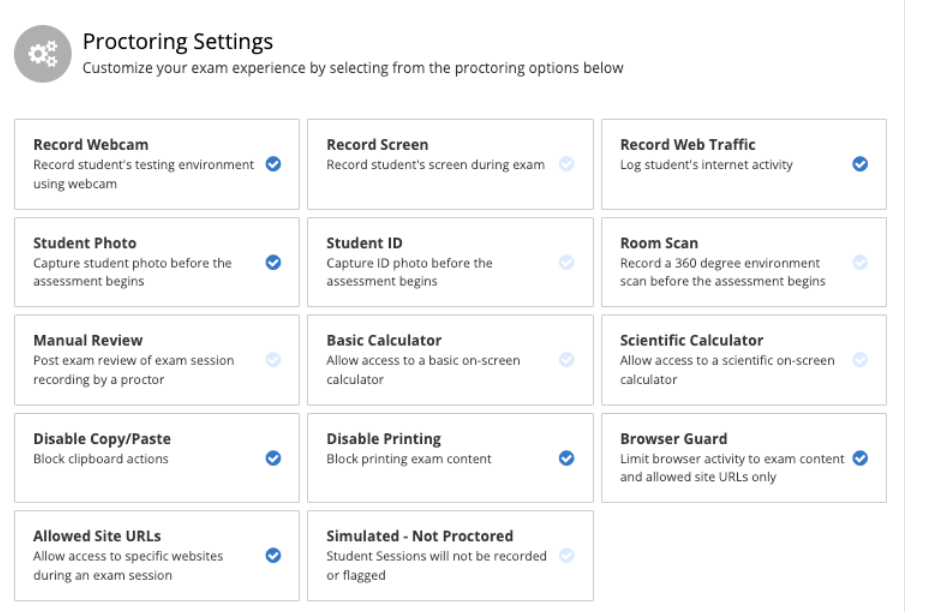 Proctoring Settings
Customize your exam experience by selecting from the proctoring options below
Record Webcam
Record student's testing environment
using webcam
Record Screen
Record student's screen during exam
Record Web Traffic
Log student's internet activity
Student Photo
Capture student photo before the
assessment begins
Student ID
Capture ID photo before the
assessment begins
Room Scan
Record a 360 degree environment
scan before the assessment begins
Manual Review
Post exam review of exam session
recording by a proctor
Basic Calculator
Allow access to a basic on-screen
calculator
Scientific Calculator
Allow access to a scientific on-screen
calculator
Disable Copy/Paste
Block clipboard actions
Disable Printing
Block printing exam content
Browser Guard
Limit browser activity to exam content
and allowed site URLs only
Allowed Site URLs
Allow access to specific websites
during an exam session
Simulated - Not Proctored
Student Sessions will not be recorded
or flagged